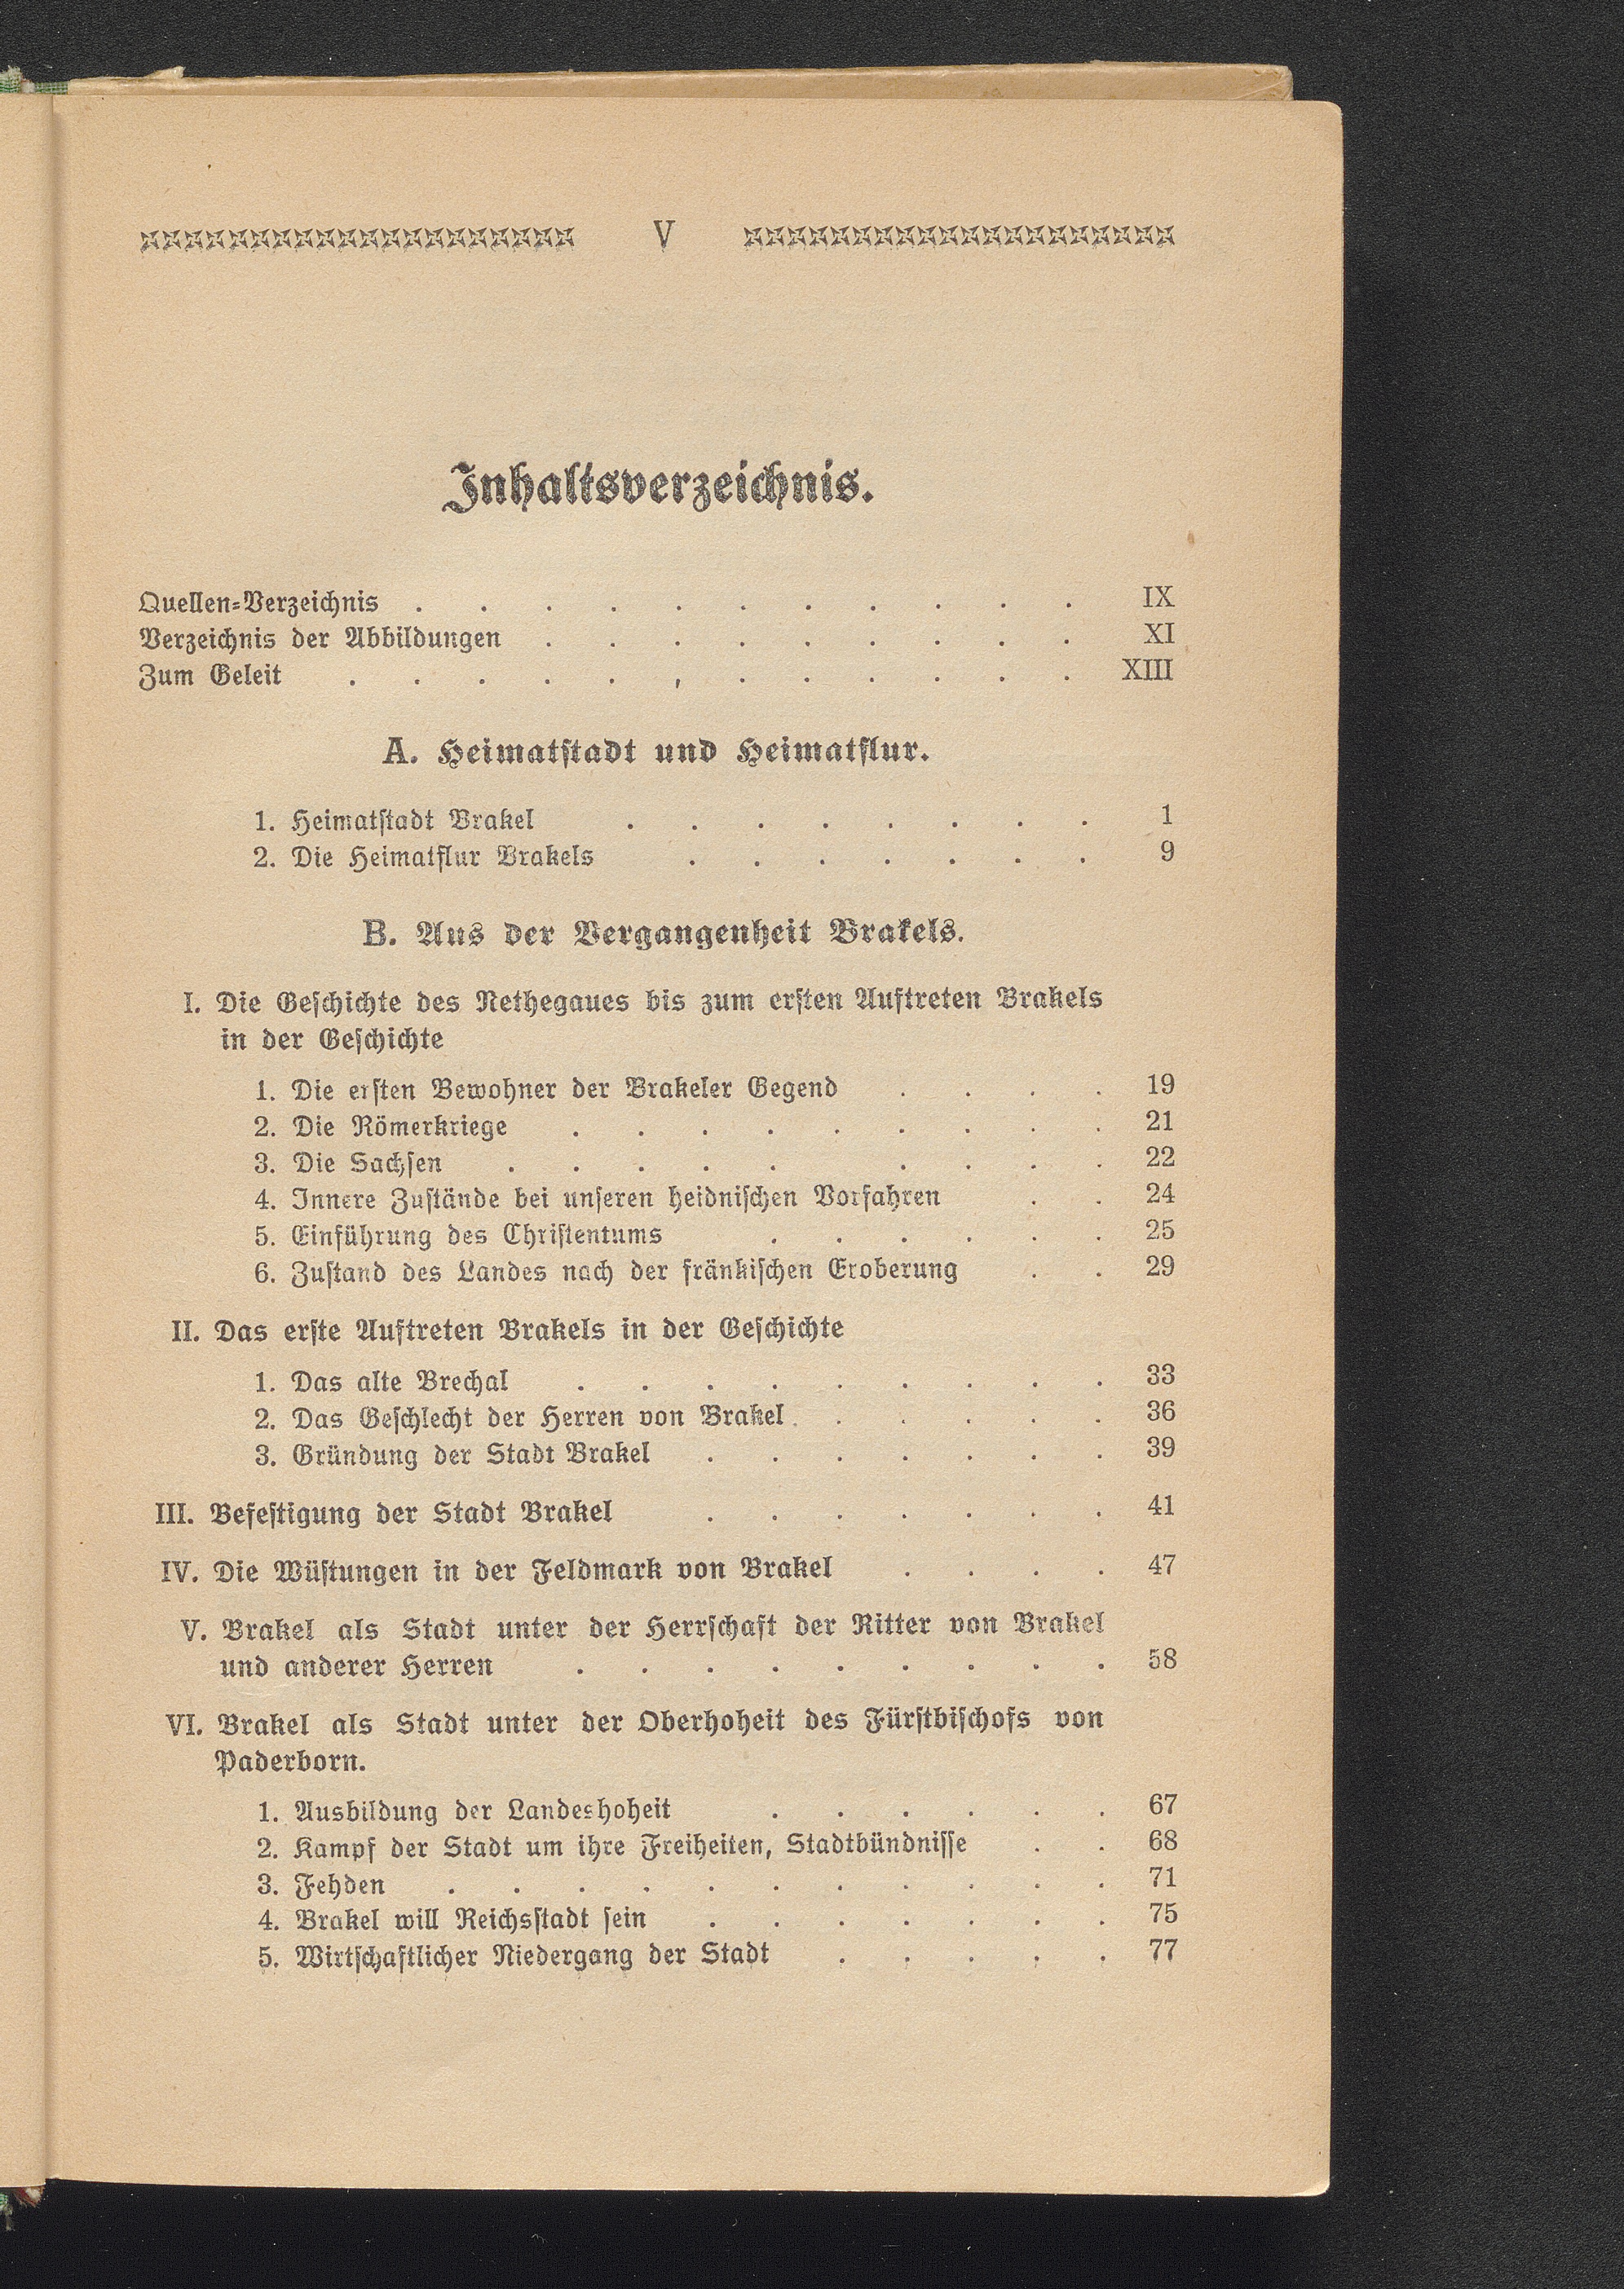 V
Inhaltsverzeichnis.
Quellen-Verzeichnis . . . . . . . . . . . IX
Verzeichnis der Abbildungen . . . . . . . . . XI
Zum Geleit . . . . . , . . . . . . XIII
A. Heimatstadt und Heimatflur.
1. Heimatstadt Brakel . . . . . . . . 1
2. Die Heimatflur Brakels . . . . . . . 9
B. Aus der Vergangenheit Brakels.
I. Die Geschichte des Nethegaues bis zum ersten Auftreten Brakels
in der Geschichte
1. Die ersten Bewohner der Brakeler Gegend . . . . 19
2. Die Römerkriege . . . . . . . . . 21
3. Die Sachsen . . . . . . . . . 22
4. Innere Zustände bei unseren heidnischen Vorfahren . . 24
5. Einführung des Christentums . . . . . . 25
6. Zustand des Landes nach der fränkischen Eroberung . . 29
II. Das erste Auftreten Brakels in der Geschichte
1. Das alte Brechal . . . . . . . . . 33
2. Das Geschlecht der Herren von Brakel . . . . . . 36
3. Gründung der Stadt Brakel . . . . . . . 39
III. Befestigung der Stadt Brakel . . . . . . . 41
IV. Die Wüstungen in der Feldmark von Brakel . . . . 47
V. Brakel als Stadt unter der Herrschaft der Ritter von Brakel
und anderer Herren . . . . . . . . . 58
VI. Brakel als Stadt unter der Oberhoheit des Fürstbischofs von
Paderborn.
1. Ausbildung der Landeshoheit . . . . . . 67
2. Kampf der Stadt um ihre Freiheiten, Stadtbündnisse . . 68
3. Fehden . . . . . . . . . . . 71
4. Brakel will Reichsstadt sein . . . . . . . 75
5. Wirtschaftlicher Niedergang der Stadt . . . . . 77